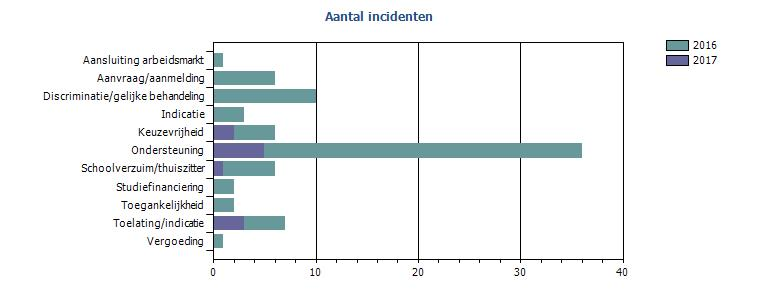 Aantal incidenten
2016
2017
Aansluiting arbeidsmarkt
Aanvraag/aanmelding
Discriminatie/gelijke behandeling
Indicatie
Keuzevrijheid
Ondersteuning
Schoolverzuim/thuiszitter
Studiefinanciering
Toegankelijkheid
Toelating/indicatie
Vergoeding
0 10 20 30 40